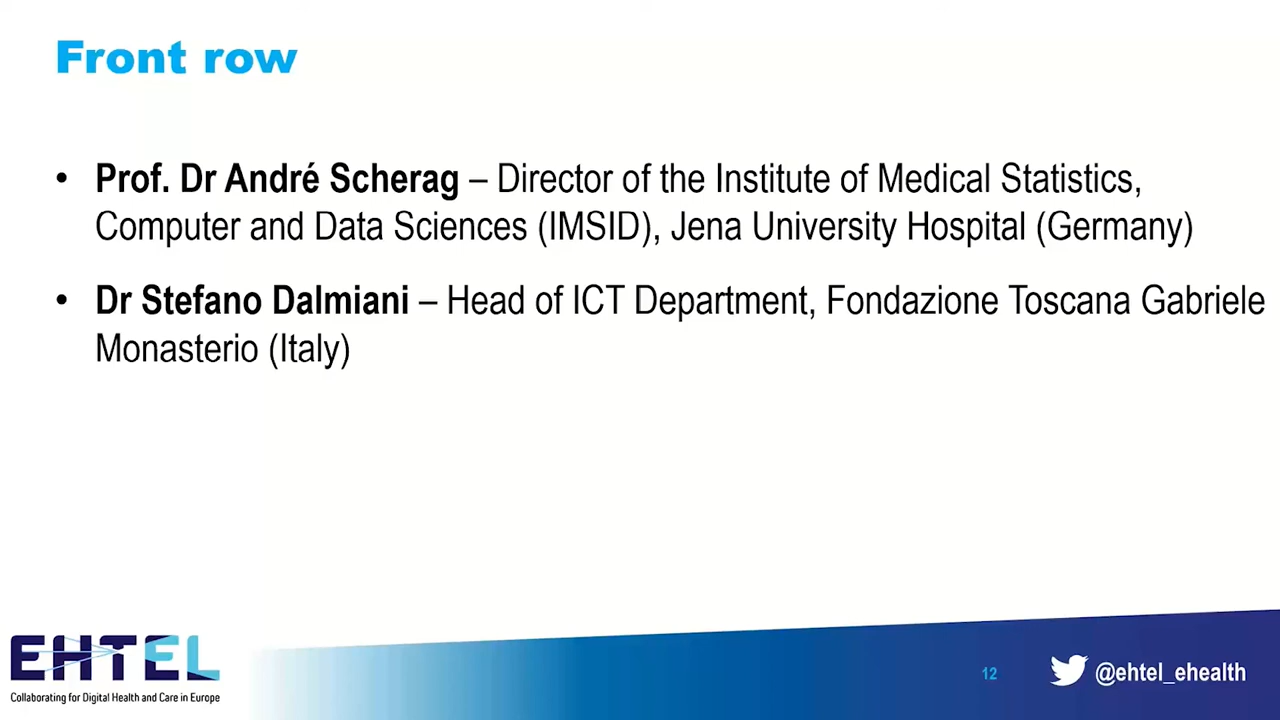 Front row
• Prof. Dr André Scherag – Director of the Institute of Medical Statistics,
Computer and Data Sciences (IMSID), Jena University Hospital (Germany)
• Dr Stefano Dalmiani – Head of ICT Department, Fondazione Toscana Gabriele
Monasterio (Italy)
EHTEL
Collaborating for Digital Health and Care in Europe
12
@ehtel_ehealth